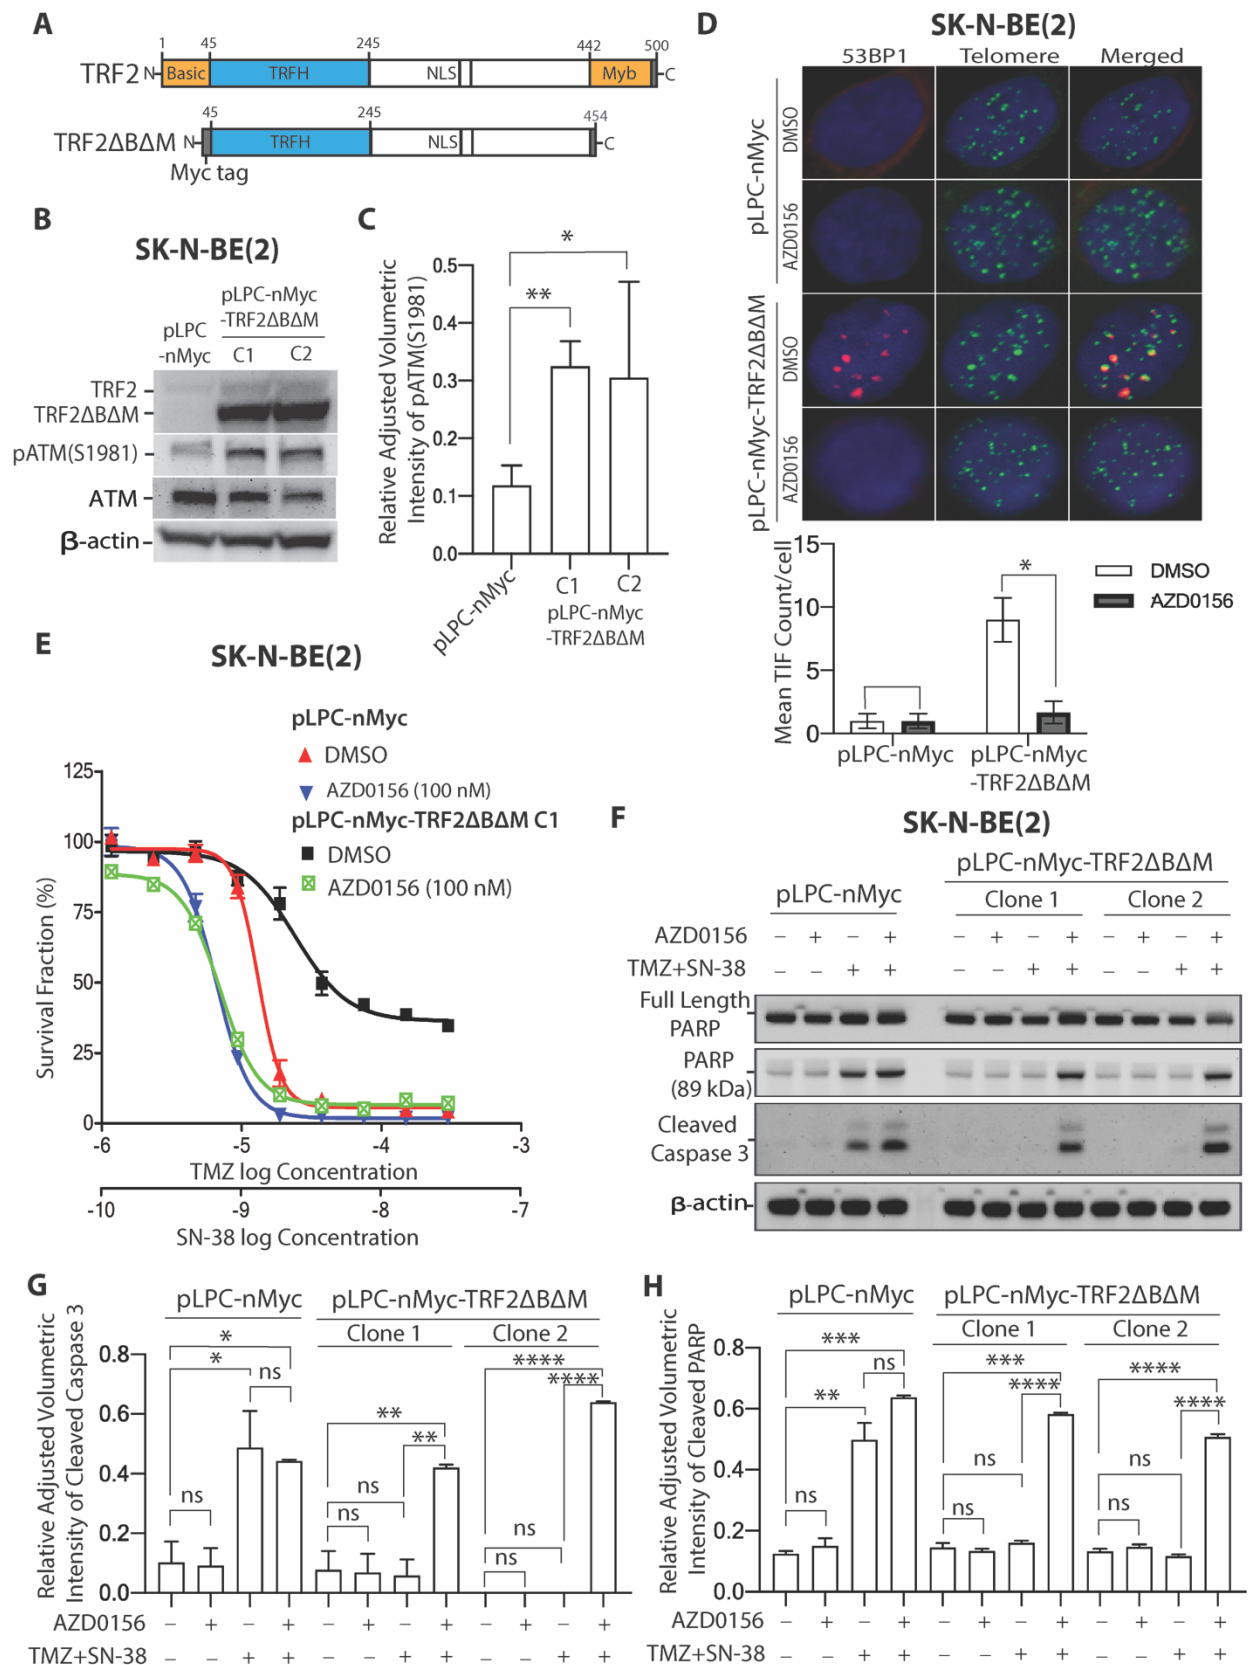 A
1 45 245 442 500
TRF2 N Basic TRFH NLS Myb C
45 245 454
TRF2ΔBΔM N TRFH NLS C
Myc tag
B
SK-N-BE(2)
pLPC-nMyc
-TRF2ΔBΔM
pLPC
-nMyc
C1 C2
TRF2
TRF2ΔBΔM
pATM(S1981)
ATM
β-actin
C
Relative Adjusted Volumetric
Intensity of pATM(S1981)
0.5
0.4
0.3
0.2
0.1
0.0
*
**
pLPC-nMyc
C1 C2
pLPC-nMyc
-TRF2ΔBΔM
D
SK-N-BE(2)
53BP1 Telomere Merged
pLPC-nMyc
DMSO
AZD0156
pLPC-nMyc-TRF2ΔBΔM
DMSO
AZD0156
Mean TIF Count/cell
15
10
5
0
*
DMSO
AZD0156
pLPC-nMyc
pLPC-nMyc
-TRF2ΔBΔM
E
SK-N-BE(2)
pLPC-nMyc
DMSO
AZD0156 (100 nM)
pLPC-nMyc-TRF2ΔBΔM C1
DMSO
AZD0156 (100 nM)
Survival Fraction (%)
125
100
75
50
25
0
-6 -5 -4 -3
TMZ log Concentration
-10 -9 -8 -7
SN-38 log Concentration
F
SK-N-BE(2)
pLPC-nMyc-TRF2ΔBΔM
pLPC-nMyc
Clone 1 Clone 2
AZD0156 – + – + – + – + – + – +
TMZ+SN-38 – – + + – – + + – – + +
Full Length
PARP
PARP
(89 kDa)
Cleaved
Caspase 3
β-actin
G
pLPC-nMyc pLPC-nMyc-TRF2ΔBΔM
Clone 1 Clone 2
Relative Adjusted Volumetric
Intensity of Cleaved Caspase 3
0.8
0.6
0.4
0.2
0.0
* ****
* ns ****
** **
ns ns ns ns ns
AZD0156 – + – + – + – + – + – +
TMZ+SN-38 – – + + – – + + – – + +
H
pLPC-nMyc pLPC-nMyc-TRF2ΔBΔM
Clone 1 Clone 2
Relative Adjusted Volumetric
Intensity of Cleaved PARP
0.8
0.6
0.4
0.2
0.0
*** ns *** ****
** **** ****
ns ns
ns ns ns
AZD0156 – + – + – + – + – + – +
TMZ+SN-38 – – + + – – + + – – + +